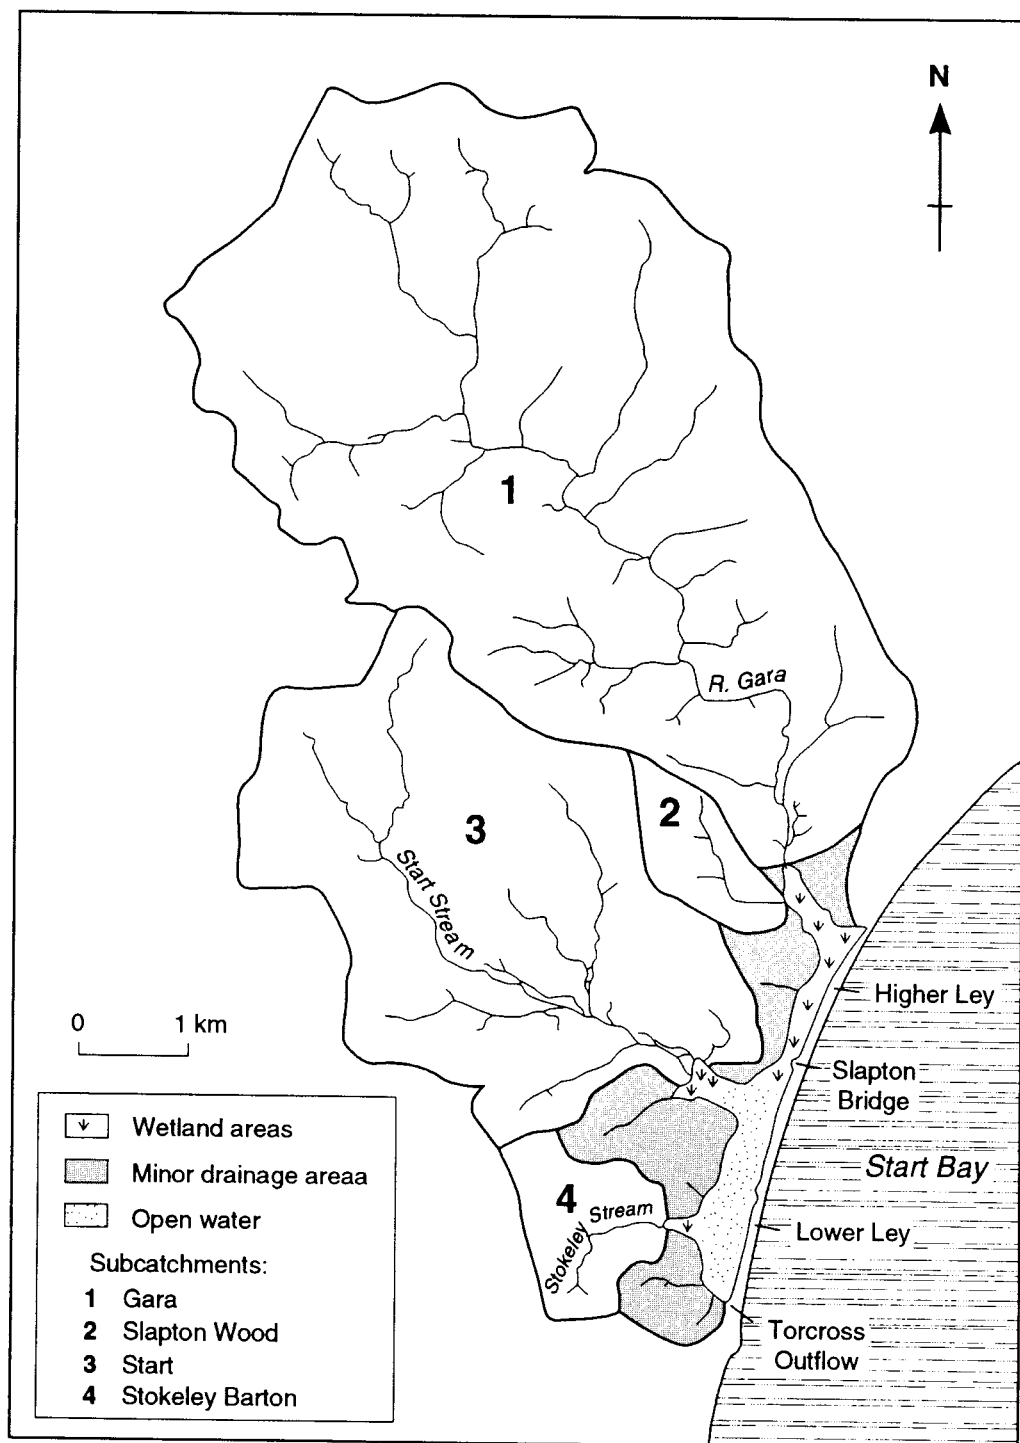 N
1
R. Gara
2
3
Start Stream
Higher Ley
0 1 km
Slapton
Bridge
Wetland areas
Minor drainage areaa
Open water
Subcatchments:
1 Gara
2 Slapton Wood
3 Start
4 Stokeley Barton
Start Bay
4
Stokeley Stream
Lower Ley
Torcross
Outflow